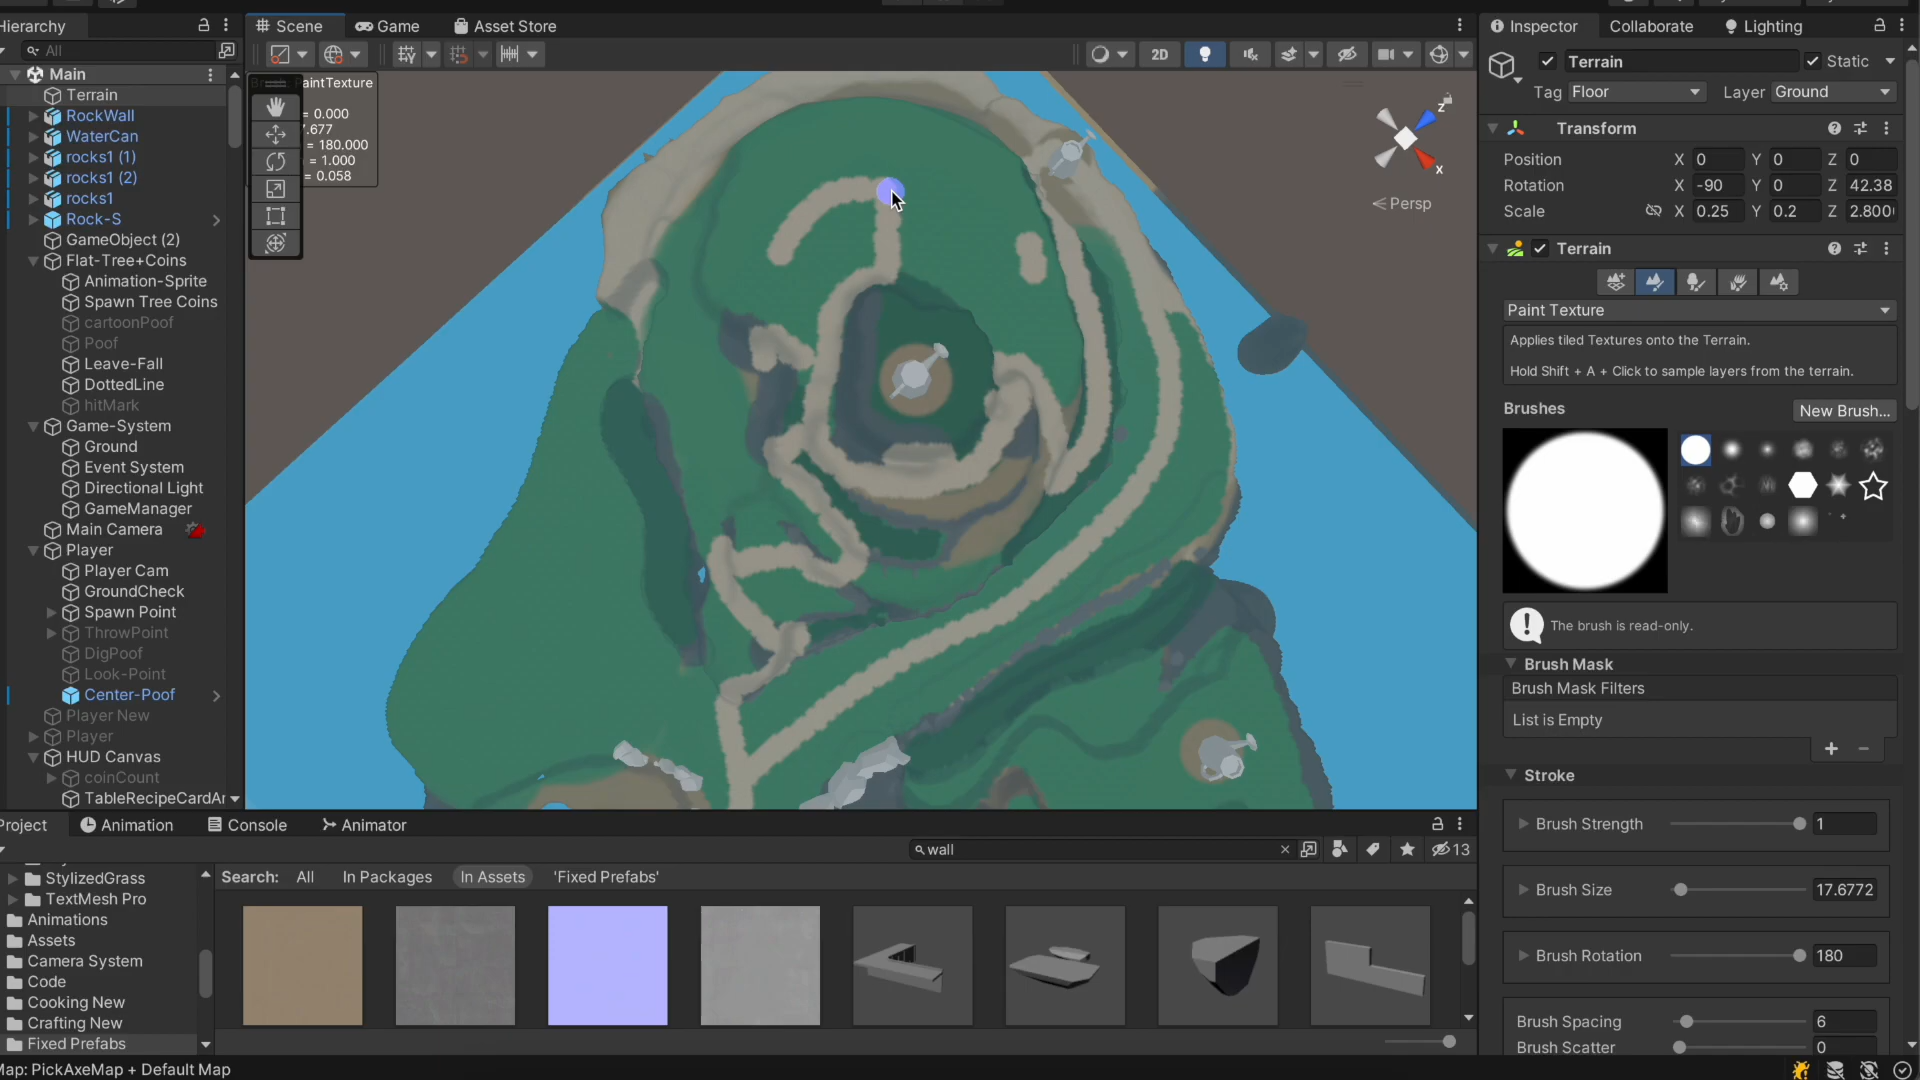 Hierarchy
Scene
Game
Asset Store
Inspector
Collaborate
Lighting
All
2D
Terrain
Static
Tag
Floor
Layer
Ground
Main
Terrain
RockWall
WaterCan
rocks1 (1)
rocks1 (2)
rocks1
Rock-S
GameObject (2)
Flat-Tree+Coins
Animation-Sprite
Spawn Tree Coins
cartoonPoof
Poof
Leave-Fall
DottedLine
hitMark
Game-System
Ground
Event System
Directional Light
GameManager
Main Camera
Player
Player Cam
GroundCheck
Spawn Point
ThrowPoint
DigPoof
Look-Point
Center-Poof
Player New
Player
HUD Canvas
coinCount
TableRecipeCardAr
PaintTexture
= 0.000
7.677
= 180.000
= 1.000
= 0.058
z
x
Persp
Transform
Position
X 0 Y 0 Z 0
Rotation
X -90 Y 0 Z 42.38
Scale
X 0.25 Y 0.2 Z 2.800
Terrain
Paint Texture
Applies tiled Textures onto the Terrain.
Hold Shift + A + Click to sample layers from the terrain.
Brushes
New Brush...
The brush is read-only.
Brush Mask
Brush Mask Filters
List is Empty
Stroke
Brush Strength
1
Brush Size
17.6772
Brush Rotation
180
Brush Spacing
6
Brush Scatter
0
Project
Animation
Console
Animator
wall
13
Search:
All
In Packages
In Assets
'Fixed Prefabs'
StylizedGrass
TextMesh Pro
Animations
Assets
Camera System
Code
Cooking New
Crafting New
Fixed Prefabs
Map: PickAxeMap + Default Map